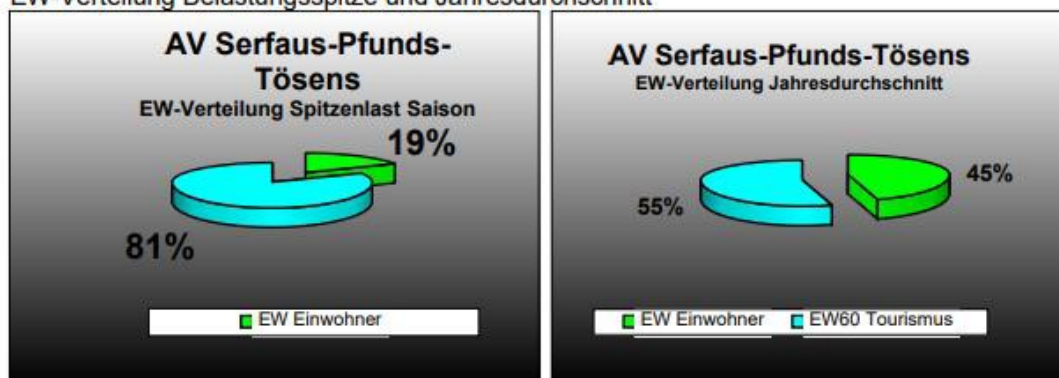 EW-Verteilung Belastungsspitze und Jahresdurchschnitt
AV Serfaus-Pfunds-
Tösens
EW-Verteilung Spitzenlast Saison
19%
81%
EW Einwohner
AV Serfaus-Pfunds-Tösens
EW-Verteilung Jahresdurchschnitt
45%
55%
EW Einwohner EW60 Tourismus